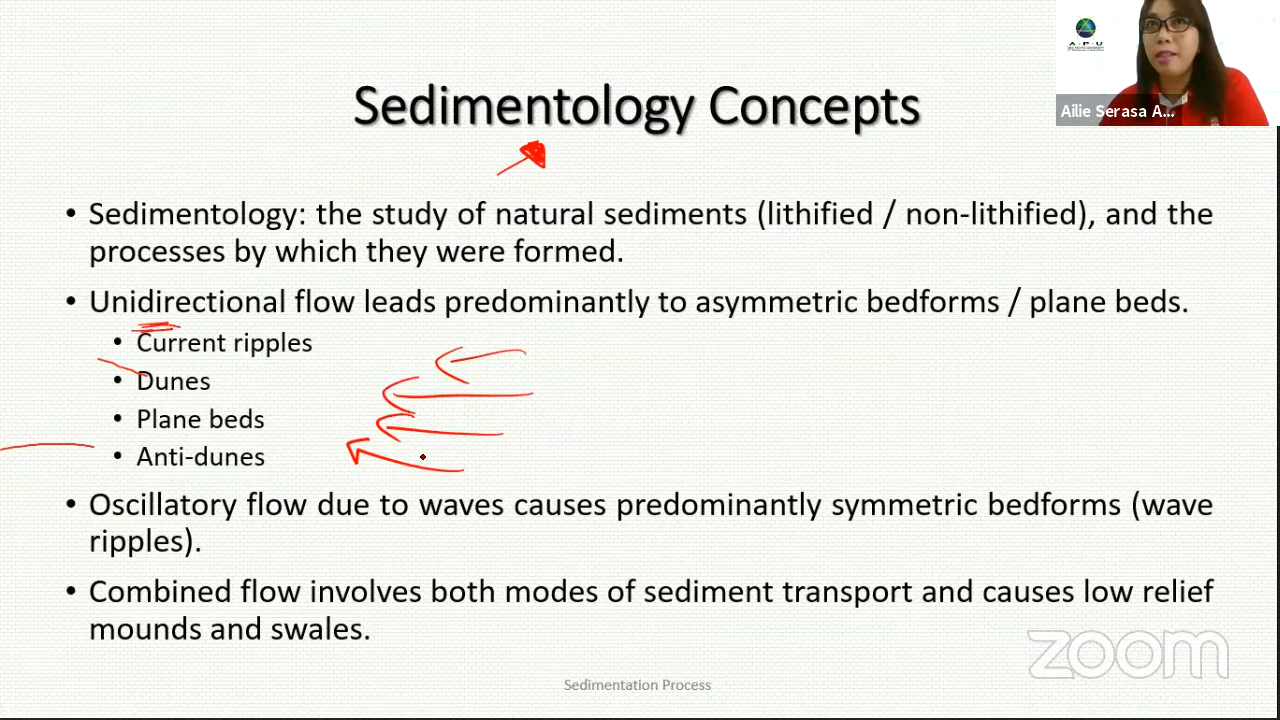 A · P · U
Ailie Serasa A...
Sedimentology Concepts
• Sedimentology: the study of natural sediments (lithified / non-lithified), and the
processes by which they were formed.
• Unidirectional flow leads predominantly to asymmetric bedforms / plane beds.
• Current ripples
• Dunes
• Plane beds
• Anti-dunes
• Oscillatory flow due to waves causes predominantly symmetric bedforms (wave
ripples).
• Combined flow involves both modes of sediment transport and causes low relief
mounds and swales.
zoom
Sedimentation Process